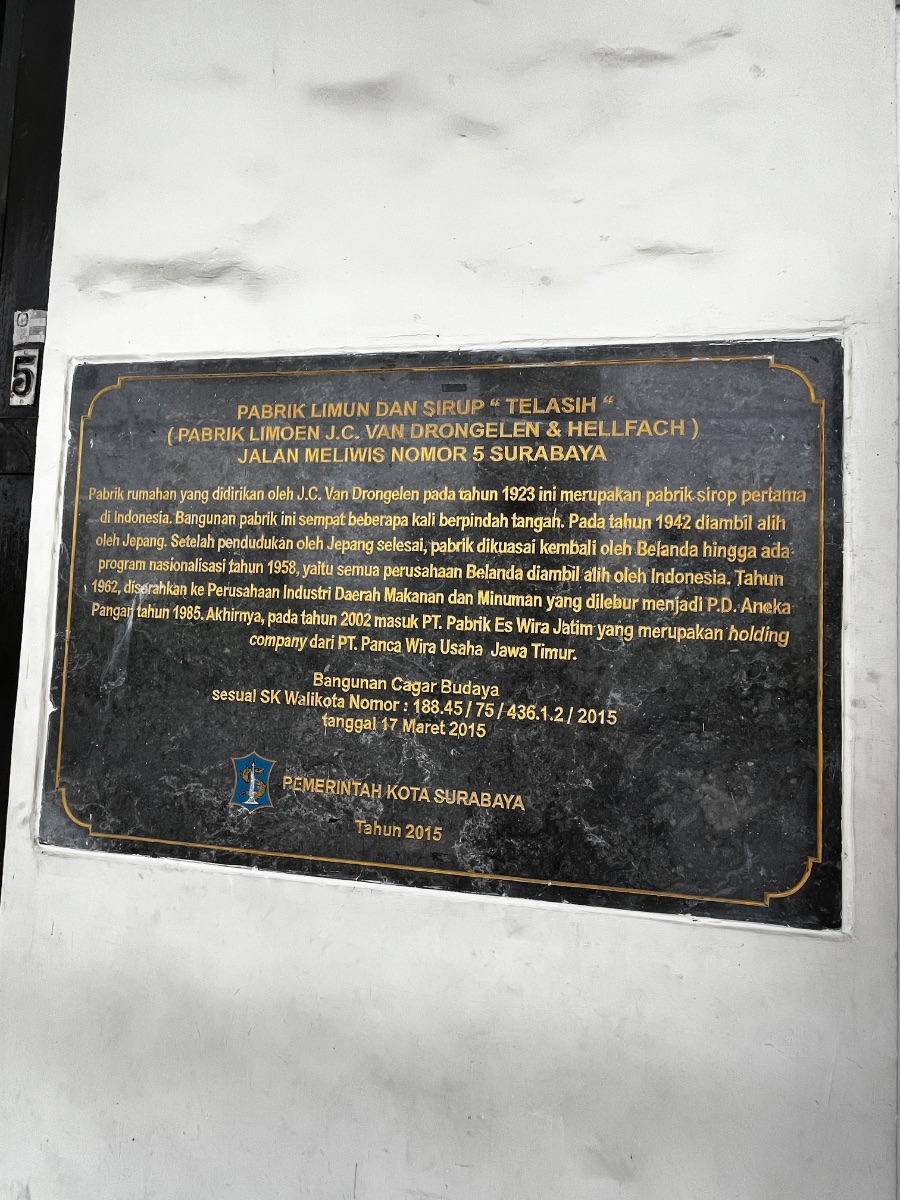 5
PABRIK LIMUN DAN SIRUP “ TELASIH “
( PABRIK LIMOEN J.C. VAN DRONGELEN & HELLFACH )
JALAN MELIWIS NOMOR 5 SURABAYA
Pabrik rumahan yang didirikan oleh J.C. Van Drongelen pada tahun 1923 ini merupakan pabrik sirop pertama
di Indonesia. Bangunan pabrik ini sempat beberapa kali berpindah tangan. Pada tahun 1942 diambil alih
oleh Jepang. Setelah pendudukan oleh Jepang selesai, pabrik dikuasai kembali oleh Belanda hingga ada
program nasionalisasi tahun 1958, yaitu semua perusahaan Belanda diambil alih oleh Indonesia. Tahun
1962, diserahkan ke Perusahaan Industri Daerah Makanan dan Minuman yang dilebur menjadi P.D. Aneka
Pangan tahun 1985. Akhirnya, pada tahun 2002 masuk PT. Pabrik Es Wira Jatim yang merupakan holding
company dari PT. Panca Wira Usaha Jawa Timur.
Bangunan Cagar Budaya
sesuai SK Walikota Nomor : 188.45 / 75 / 436.1.2 / 2015
tanggal 17 Maret 2015
PEMERINTAH KOTA SURABAYA
Tahun 2015